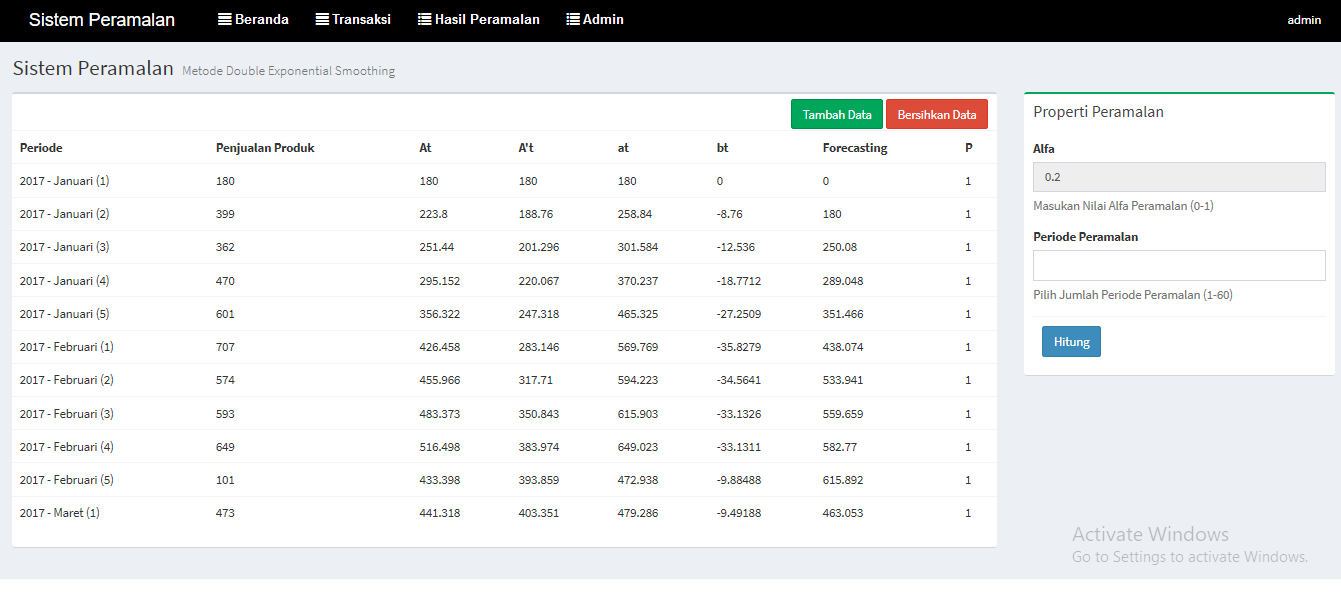 Sistem Peramalan Beranda Transaksi Hasil Peramalan Admin admin
Sistem Peramalan Metode Double Exponential Smoothing
Tambah Data Bersihkan Data
Periode Penjualan Produk At A't at bt Forecasting P
2017 - Januari (1) 180 180 180 180 0 0 1
2017 - Januari (2) 399 223.8 188.76 258.84 -8.76 180 1
2017 - Januari (3) 362 251.44 201.296 301.584 -12.536 250.08 1
2017 - Januari (4) 470 295.152 220.067 370.237 -18.7712 289.048 1
2017 - Januari (5) 601 356.322 247.318 465.325 -27.2509 351.466 1
2017 - Februari (1) 707 426.458 283.146 569.769 -35.8279 438.074 1
2017 - Februari (2) 574 455.966 317.71 594.223 -34.5641 533.941 1
2017 - Februari (3) 593 483.373 350.843 615.903 -33.1326 559.659 1
2017 - Februari (4) 649 516.498 383.974 649.023 -33.1311 582.77 1
2017 - Februari (5) 101 433.398 393.859 472.938 -9.88488 615.892 1
2017 - Maret (1) 473 441.318 403.351 479.286 -9.49188 463.053 1
Properti Peramalan
Alfa
0.2
Masukan Nilai Alfa Peramalan (0-1)
Periode Peramalan
Pilih Jumlah Periode Peramalan (1-60)
Hitung
Activate Windows
Go to Settings to activate Windows.